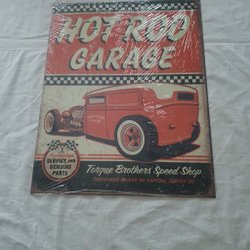 HOT ROD
GARAGE
SERVICE AND
GENUINE
PARTS
Torque Brothers Speed Shop